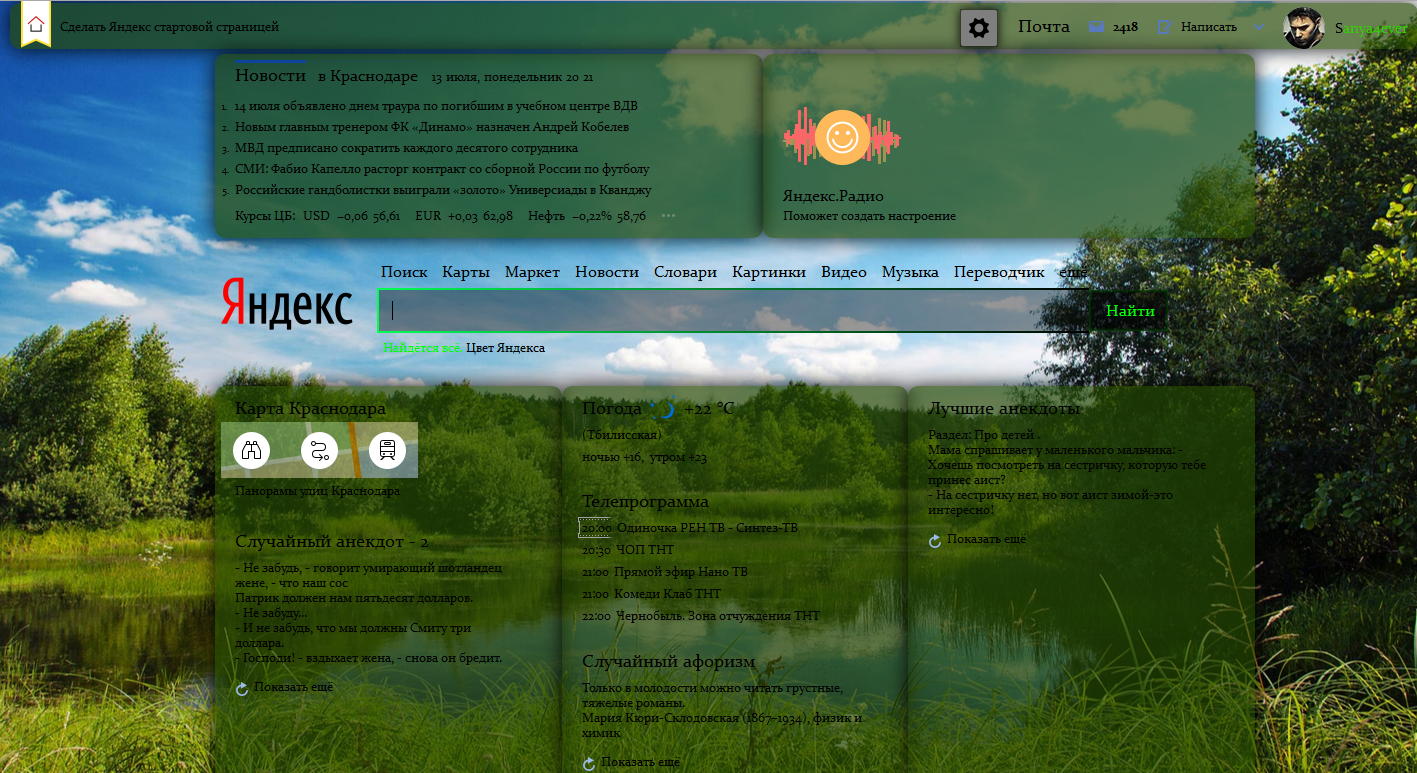 Сделать Яндекс стартовой страницей
Почта 2418 Написать Sanya4ever
Новости в Краснодаре 13 июля, понедельник 20 21
1. 14 июля объявлено днем траура по погибшим в учебном центре ВДВ
2. Новым главным тренером ФК «Динамо» назначен Андрей Кобелев
3. МВД предписано сократить каждого десятого сотрудника
4. СМИ: Фабио Капелло расторг контракт со сборной России по футболу
5. Российские гандболистки выиграли «золото» Универсиады в Кванджу
Курсы ЦБ: USD −0,06 56,61 EUR +0,03 62,98 Нефть −0,22% 58,76 •••
Яндекс.Радио
Поможет создать настроение
Поиск Карты Маркет Новости Словари Картинки Видео Музыка Переводчик ещё
Яндекс
Найти
Найдётся всё. Цвет Яндекса
Карта Краснодара
Панорамы улиц Краснодара
Случайный анекдот - 2
- Не забудь, - говорит умирающий шотландец
жене, - что наш сос
Патрик должен нам пятьдесят долларов.
- Не забуду...
- И не забудь, что мы должны Смиту три
доллара.
- Господи! - вздыхает жена, - снова он бредит.
Показать ещё
Погода +22 °C
(Тбилисская)
ночью +16, утром +23
Телепрограмма
20:00 Одиночка РЕН ТВ - Синтез-ТВ
20:30 ЧОП ТНТ
21:00 Прямой эфир Нано ТВ
21:00 Комеди Клаб ТНТ
22:00 Чернобыль. Зона отчуждения ТНТ
Случайный афоризм
Только в молодости можно читать грустные,
тяжелые романы.
Мария Кюри-Склодовская (1867–1934), физик и
химик
Показать ещё
Лучшие анекдоты
Раздел: Про детей .
Мама спрашивает у маленького мальчика: -
Хочешь посмотреть на сестричку, которую тебе
принес аист?
- На сестричку нет, но вот аист зимой-это
интересно!
Показать ещё